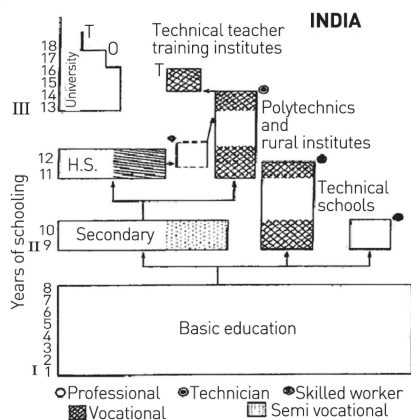 INDIA
T
O
University
18
17
16
15
14
13
III
Technical teacher
training institutes
T
Polytechnics
and
rural institutes
12
11
H.S.
Technical
schools
10
9
II
Secondary
Years of schooling
8
7
6
5
4
3
2
1
I
Basic education
Professional
Technician
Skilled worker
Vocational
Semi vocational